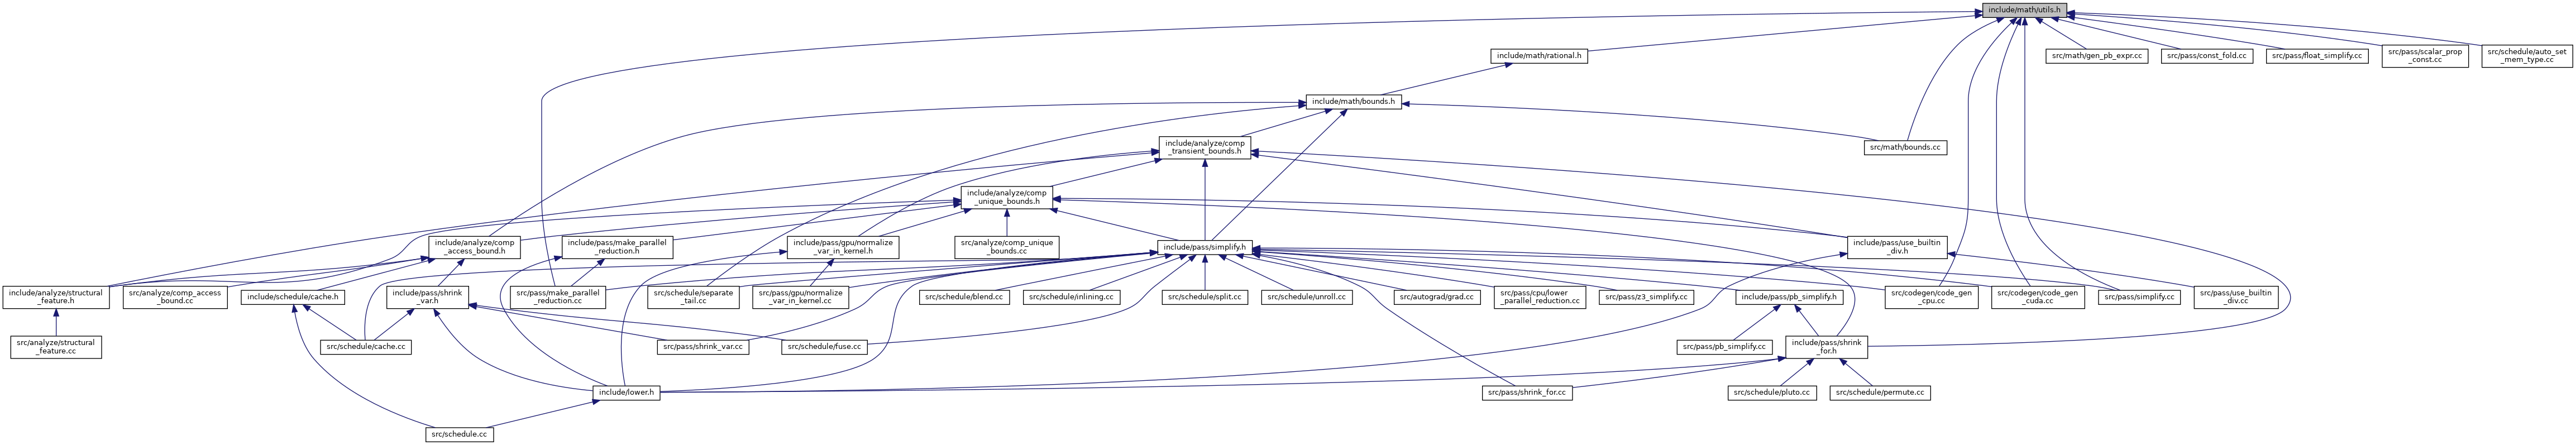 include/math/utils.h
include/math/rational.h
src/math/gen_pb_expr.cc
src/pass/const_fold.cc
src/pass/float_simplify.cc
src/pass/scalar_prop
_const.cc
src/schedule/auto_set
_mem_type.cc
include/math/bounds.h
include/analyze/comp
_transient_bounds.h
src/math/bounds.cc
include/analyze/comp
_unique_bounds.h
include/analyze/comp
_access_bound.h
include/pass/make_parallel
_reduction.h
include/pass/gpu/normalize
_var_in_kernel.h
src/analyze/comp_unique
_bounds.cc
include/pass/simplify.h
include/pass/use_builtin
_div.h
include/analyze/structural
_feature.h
src/analyze/comp_access
_bound.cc
include/schedule/cache.h
include/pass/shrink
_var.h
src/pass/make_parallel
_reduction.cc
src/schedule/separate
_tail.cc
src/pass/gpu/normalize
_var_in_kernel.cc
src/schedule/blend.cc
src/schedule/inlining.cc
src/schedule/split.cc
src/schedule/unroll.cc
src/autograd/grad.cc
src/pass/cpu/lower
_parallel_reduction.cc
src/pass/z3_simplify.cc
include/pass/pb_simplify.h
src/codegen/code_gen
_cpu.cc
src/codegen/code_gen
_cuda.cc
src/pass/simplify.cc
src/pass/use_builtin
_div.cc
src/analyze/structural
_feature.cc
src/schedule/cache.cc
src/pass/shrink_var.cc
src/schedule/fuse.cc
src/pass/pb_simplify.cc
include/pass/shrink
_for.h
include/lower.h
src/pass/shrink_for.cc
src/schedule/pluto.cc
src/schedule/permute.cc
src/schedule.cc